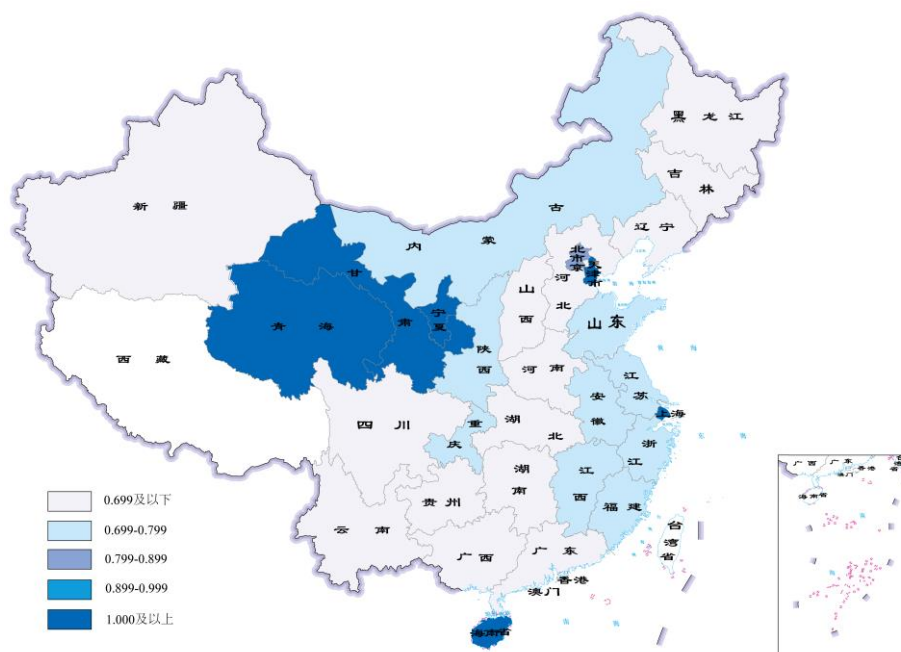 黑龙江
吉林
辽宁
新疆
内蒙古
北京市
天津市
河北
山西
甘肃
宁夏
青海
陕西
山东
西藏
河南
江苏
安徽
上海
四川
重庆
湖北
浙江
湖南
江西
福建
贵州
云南
广西
广东
台湾省
香港
澳门
海南省
0.699及以下
0.699-0.799
0.799-0.899
0.899-0.999
1.000及以上
广西
广东
香港
澳门
海南省